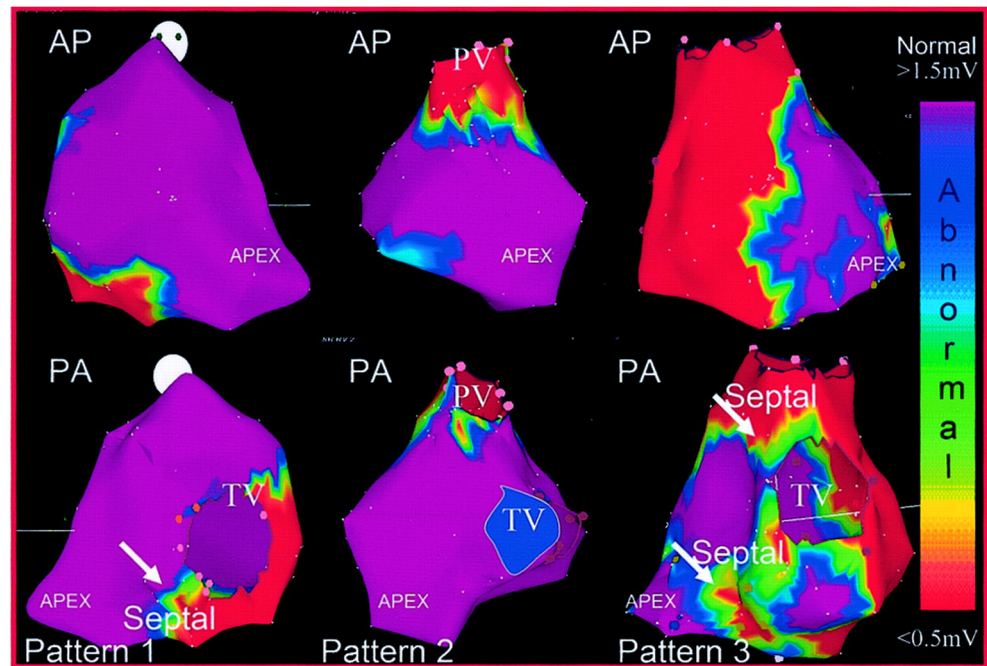 AP
PV
APEX
APEX
AP
AP
APEX
Normal
>1.5mV
Abnormal
<0.5mV
PA
TV
Septal
APEX
Pattern 1
PA
PV
TV
APEX
Pattern 2
PA
Septal
TV
Septal
APEX
Pattern 3